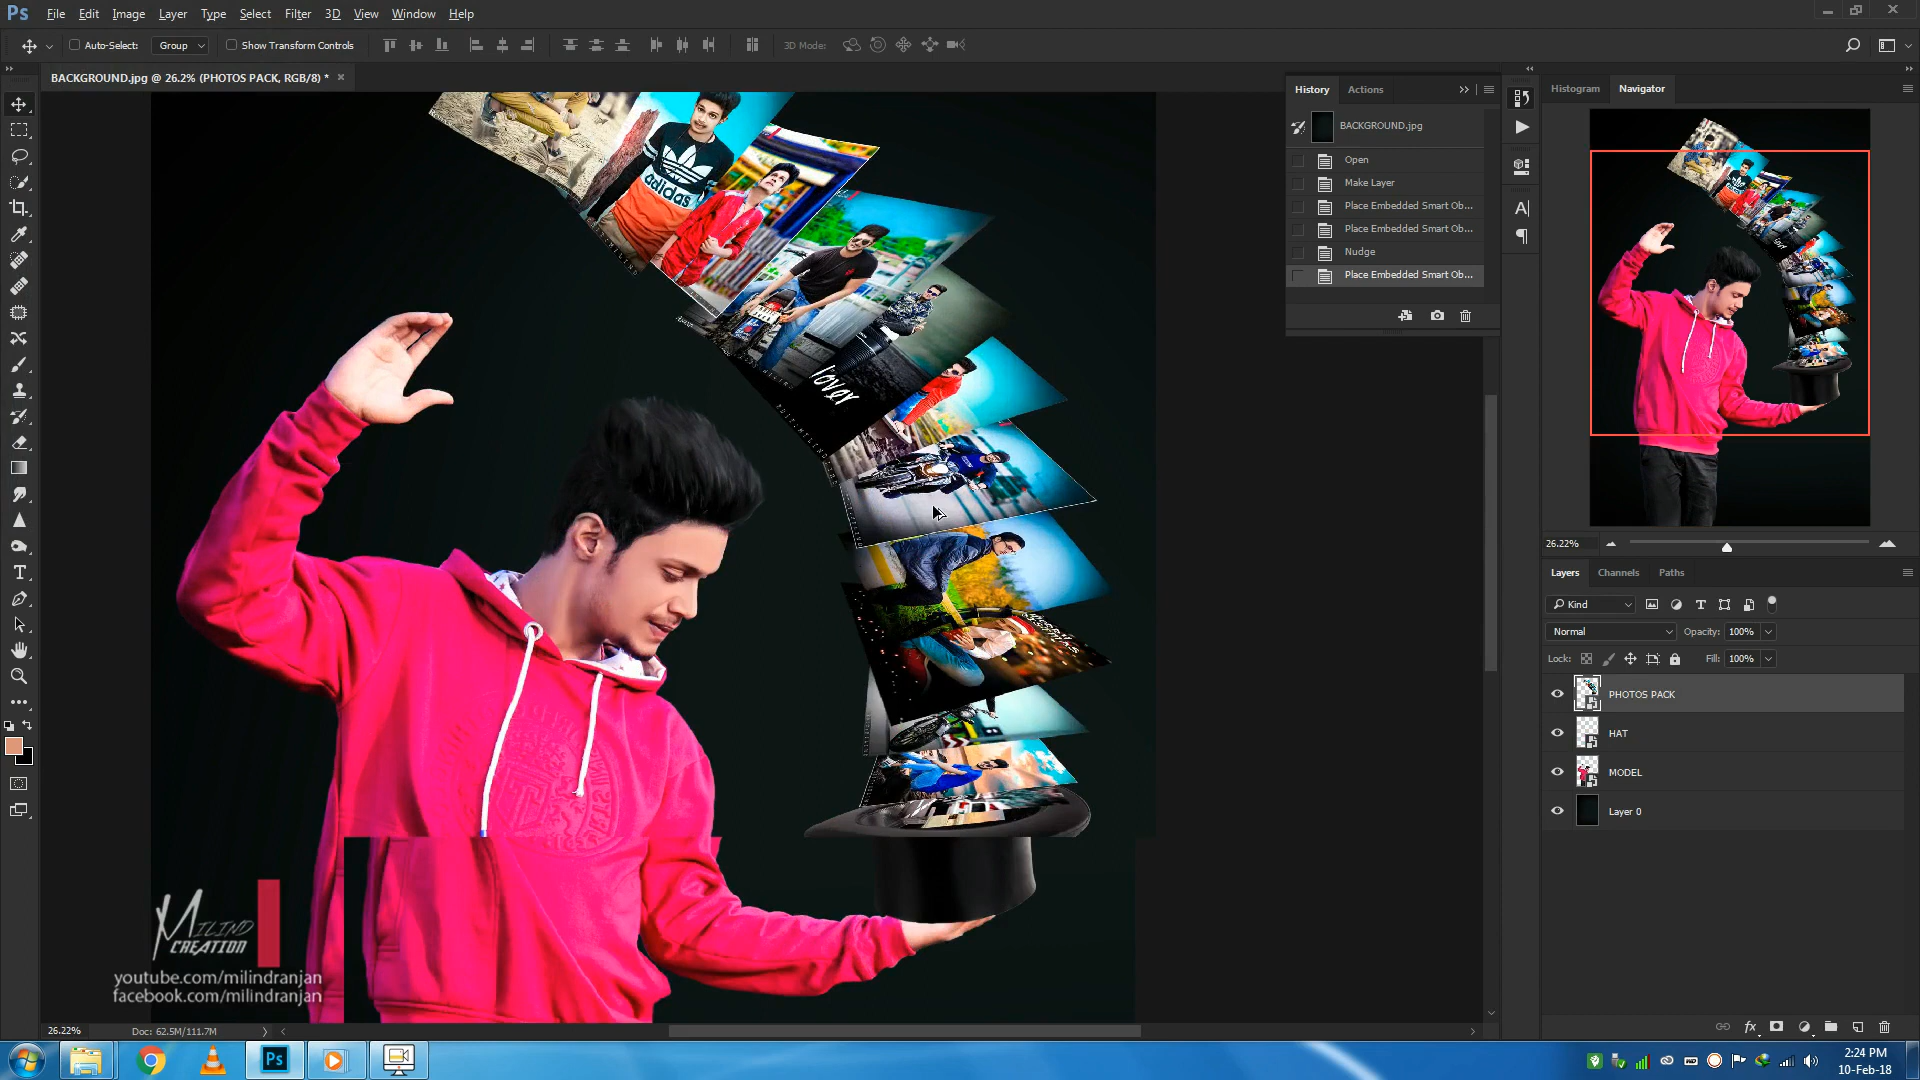 Ps File Edit Image Layer Type Select Filter 3D View Window Help
Auto-Select: Group Show Transform Controls 3D Mode:
BACKGROUND.jpg @ 26.2% (PHOTOS PACK, RGB/8) *
History Actions
BACKGROUND.jpg
Open
Make Layer
Place Embedded Smart Ob...
Place Embedded Smart Ob...
Nudge
Place Embedded Smart Ob...
Histogram Navigator
26.22%
Layers Channels Paths
Kind
Normal Opacity: 100%
Lock: Fill: 100%
PHOTOS PACK
HAT
MODEL
Layer 0
adidas
lover
MILIND
CREATION
youtube.com/milindranjan
facebook.com/milindranjan
26.22% Doc: 62.5M/111.7M
Ps
2:24 PM
10-Feb-18